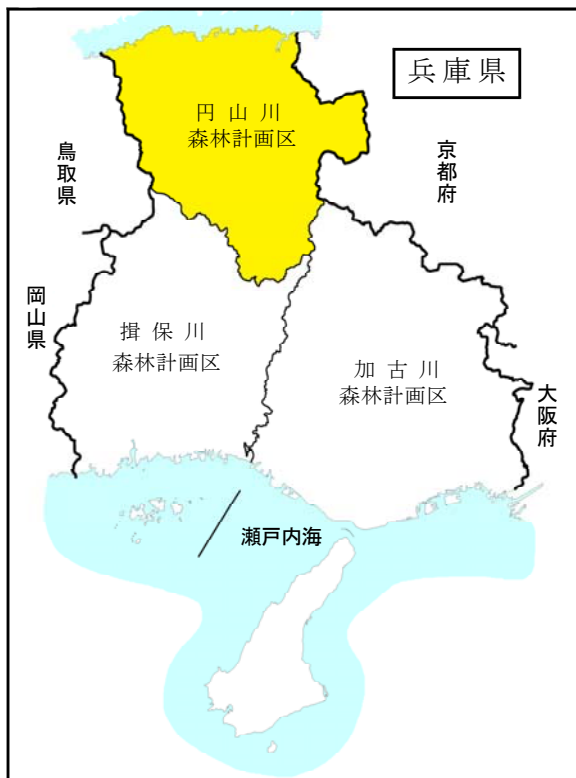 兵庫県
円山川
森林計画区
鳥取県
京都府
岡山県
揖保川
森林計画区
加古川
森林計画区
大阪府
瀬戸内海